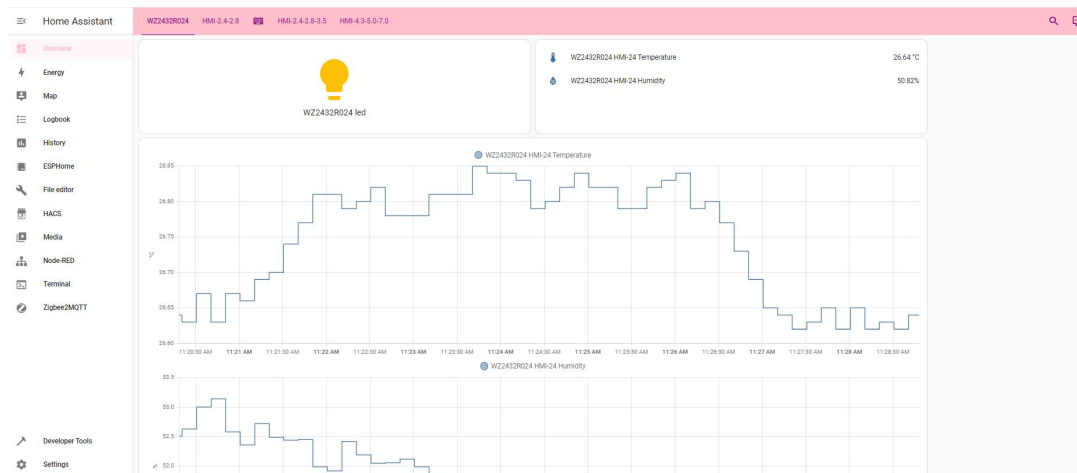 Home Assistant
WZ2432R024 HMI-2.4-2.8 HMI-2.4-2.8-3.5 HMI-4.3-5.0-7.0
Overview
Energy
Map
Logbook
History
ESPHome
File editor
HACS
Media
Node-RED
Terminal
Zigbee2MQTT
Developer Tools
Settings
WZ2432R024 led
WZ2432R024 HMI-24 Temperature 26.64 °C
WZ2432R024 HMI-24 Humidity 50.82%
WZ2432R024 HMI-24 Temperature
26.85
26.80
26.75
°C
26.70
26.65
26.60
11:20:30 AM 11:21 AM 11:21:30 AM 11:22 AM 11:22:30 AM 11:23 AM 11:23:30 AM 11:24 AM 11:24:30 AM 11:25 AM 11:25:30 AM 11:26 AM 11:26:30 AM 11:27 AM 11:27:30 AM 11:28 AM 11:28:30 AM
WZ2432R024 HMI-24 Humidity
53.5
53.0
52.5
% 52.0